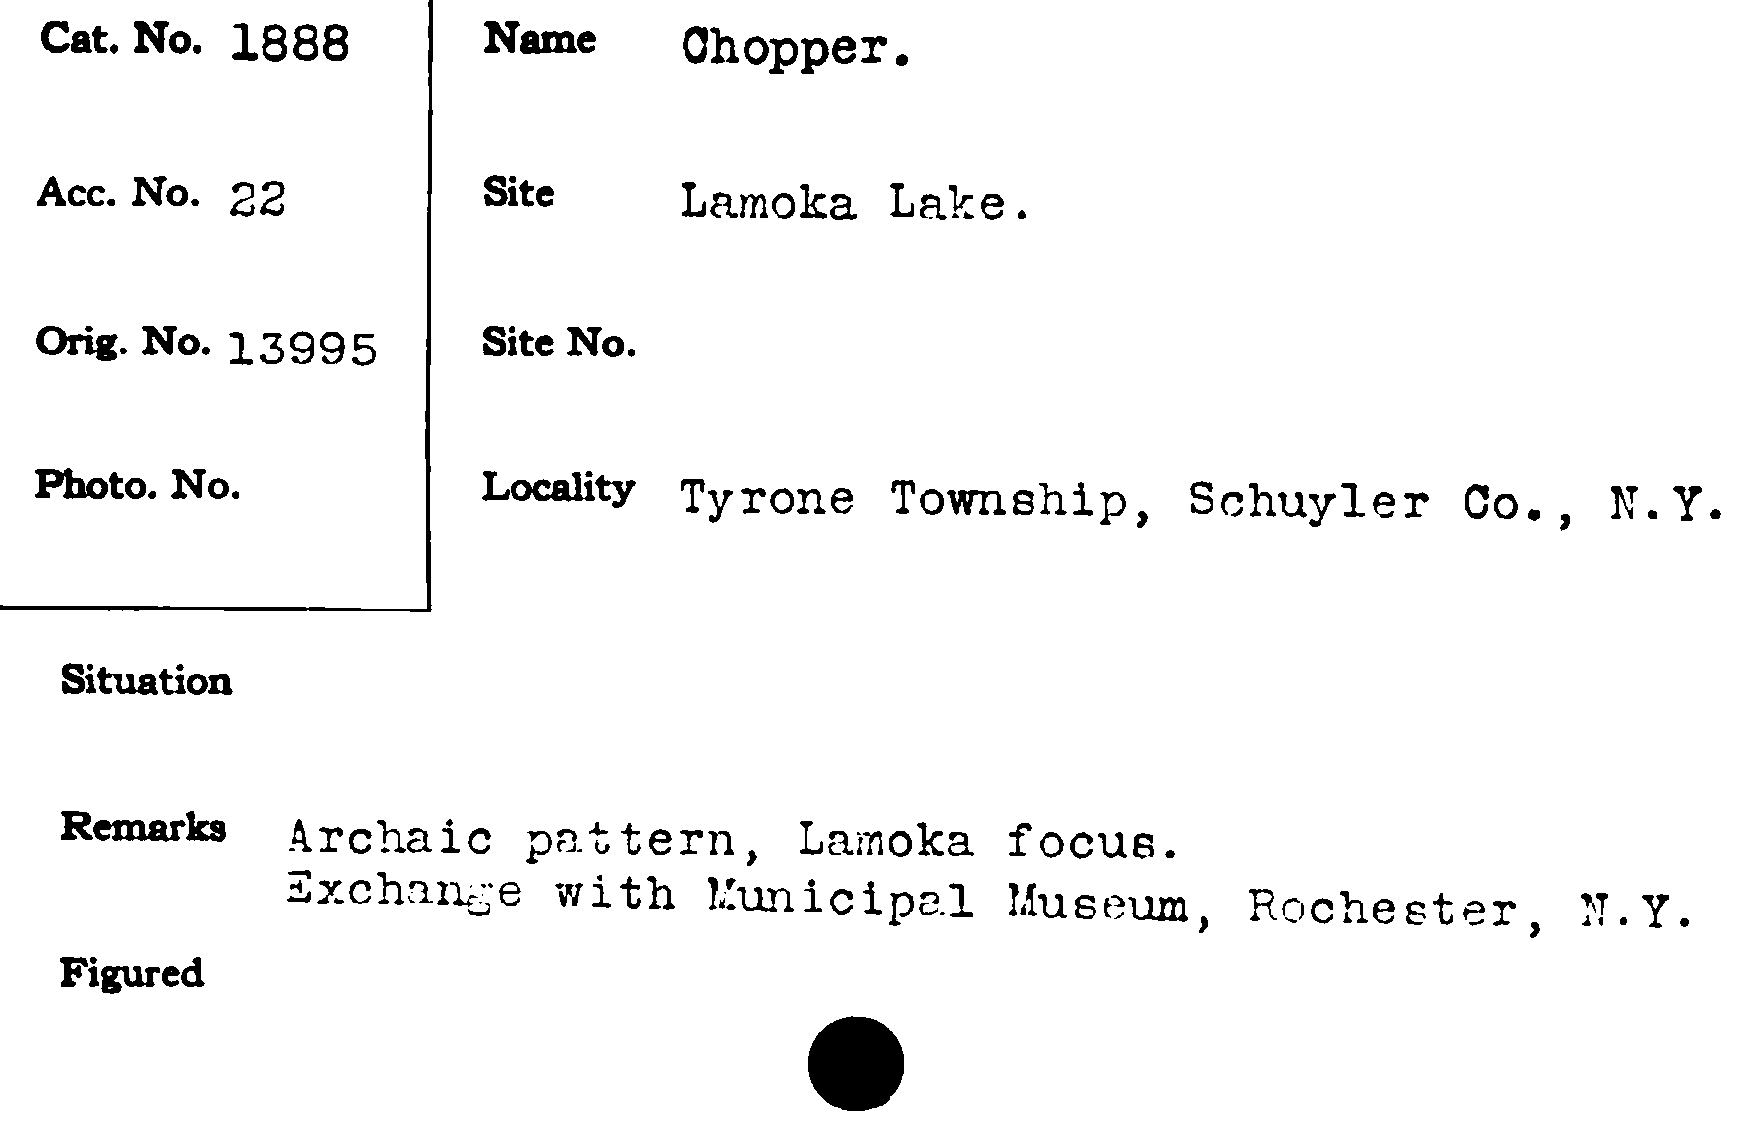 Cat. No. 1888
Name Chopper.
Acc. No. 22
Site Lamoka Lake.
Orig. No. 13995
Site No.
Photo. No.
Locality Tyrone Township, Schuyler Co., N.Y.
Situation
Remarks Archaic pattern, Lamoka focus.
Exchange with Municipal Museum, Rochester, N.Y.
Figured